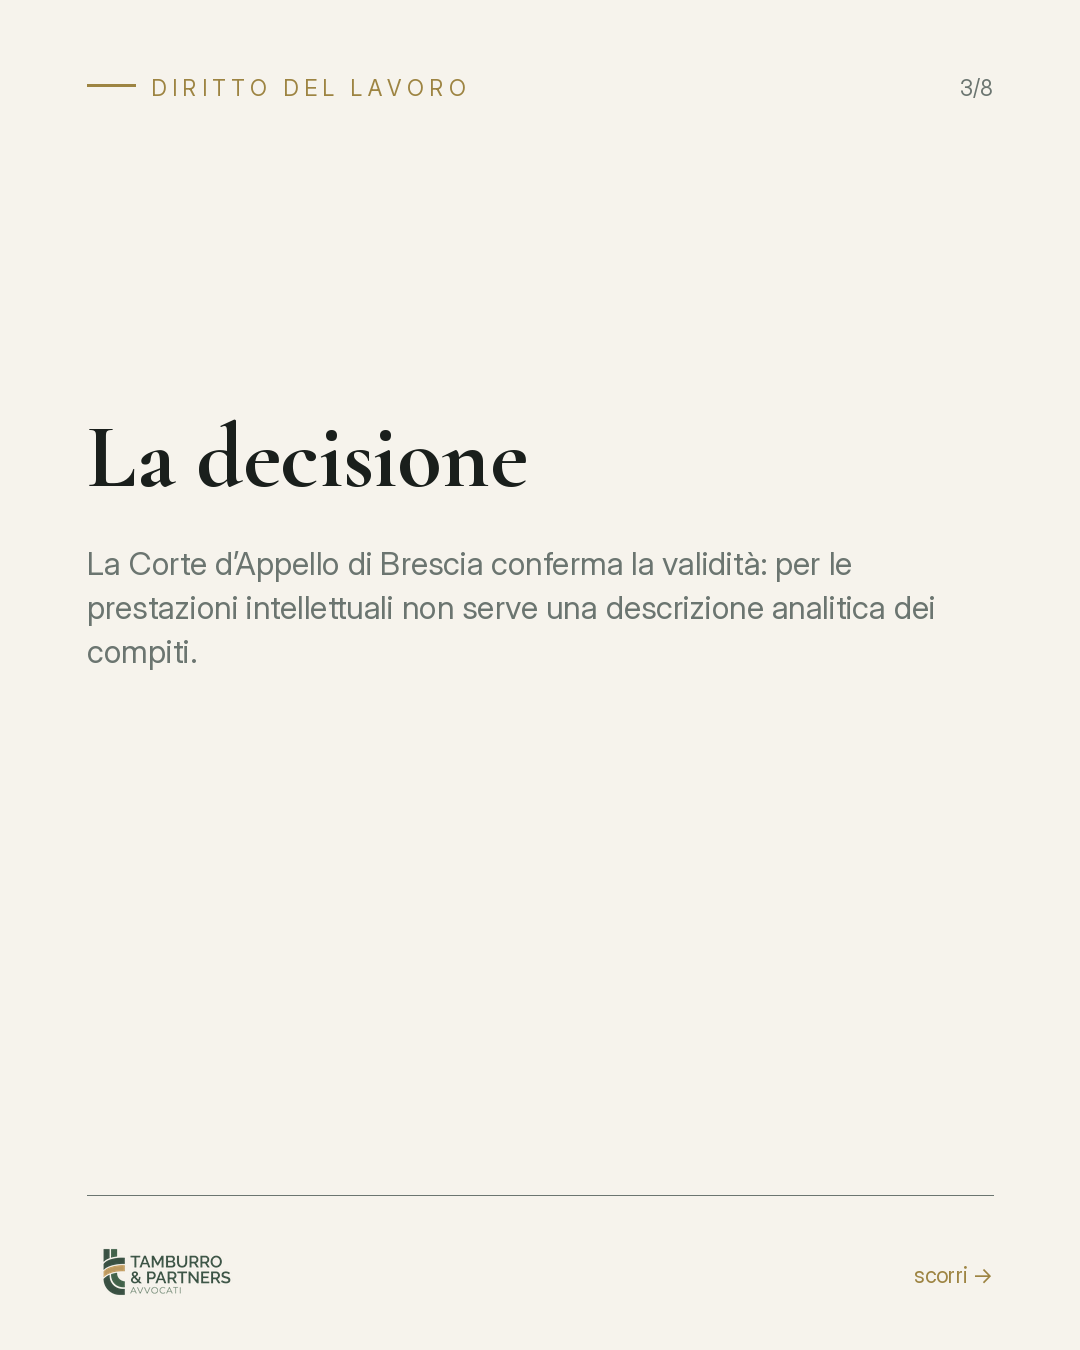 DIRITTO DEL LAVORO
3/8
La decisione
La Corte d’Appello di Brescia conferma la validità: per le
prestazioni intellettuali non serve una descrizione analitica dei
compiti.
TAMBURRO
& PARTNERS
AVVOCATI
scorri →